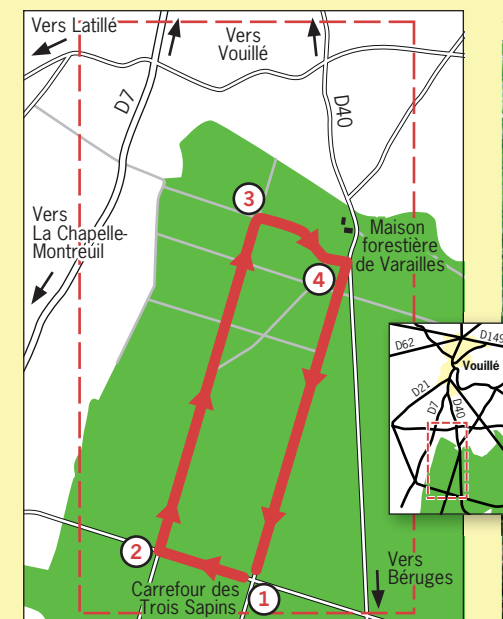 Vers Latillé
Vers
Vouillé
D7
D40
3
Vers
La Chapelle-
Montreuil
Maison
forestière
de Varailles
4
D62
D149
Vouillé
D21
D7
D40
2
Carrefour des
Trois Sapins
1
Vers
Béruges